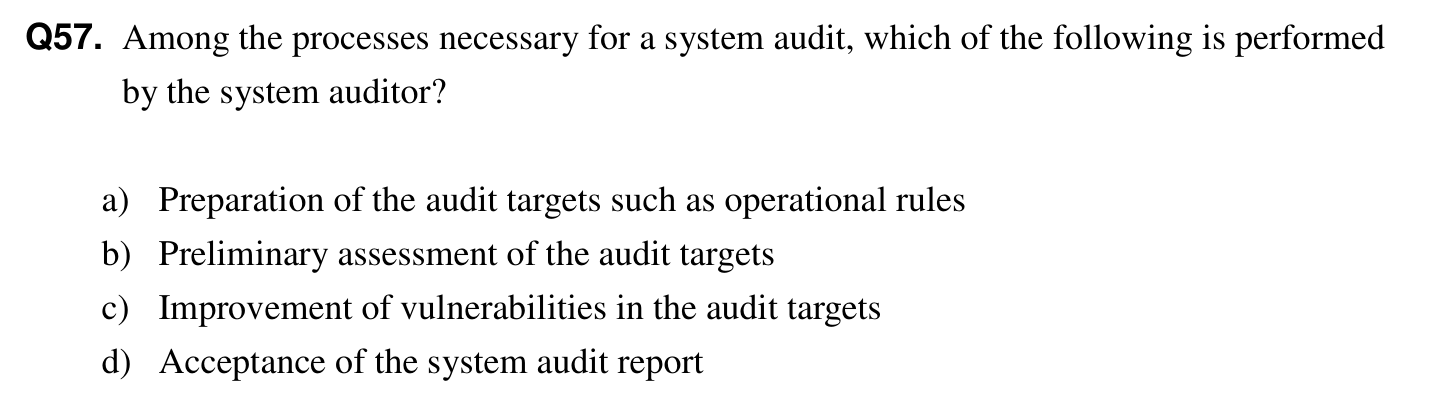 Q57. Among the processes necessary for a system audit, which of the following is performed
by the system auditor?
a) Preparation of the audit targets such as operational rules
b) Preliminary assessment of the audit targets
c) Improvement of vulnerabilities in the audit targets
d) Acceptance of the system audit report